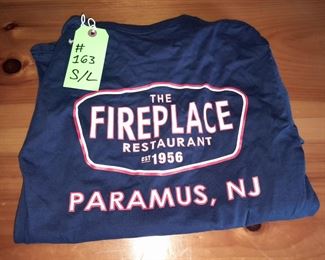 #
163
S/L
THE
FIREPLACE
RESTAURANT
EST 1956
PARAMUS, NJ